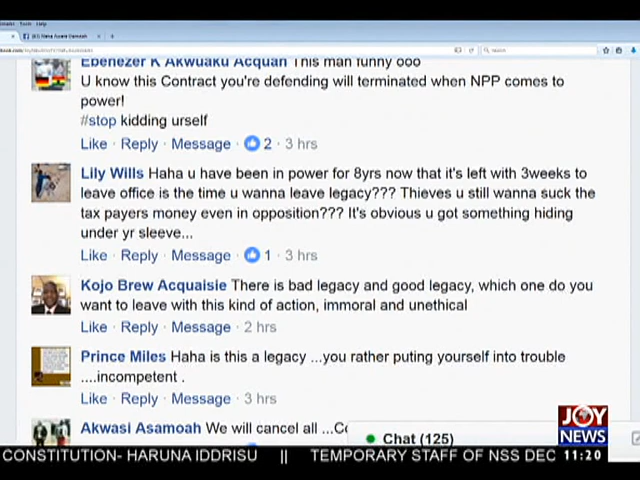 Tools Help
Ebenezer K Akwuaku Acquah This man funny ooo
U know this Contract you're defending will terminated when NPP comes to
power!
#stop kidding urself
Like · Reply · Message · 2 · 3 hrs
Lily Wills Haha u have been in power for 8yrs now that it's left with 3weeks to
leave office is the time u wanna leave legacy??? Thieves u still wanna suck the
tax payers money even in opposition??? It's obvious u got something hiding
under yr sleeve...
Like · Reply · Message · 1 · 3 hrs
Kojo Brew Acquaisie There is bad legacy and good legacy, which one do you
want to leave with this kind of action, immoral and unethical
Like · Reply · Message · 2 hrs
Prince Miles Haha is this a legacy ...you rather puting yourself into trouble
....incompetent .
Like · Reply · Message · 3 hrs
Akwasi Asamoah We will cancel all ...
Chat (125)
JOY
NEWS
CONSTITUTION- HARUNA IDDRISU || TEMPORARY STAFF OF NSS DEC
11:20